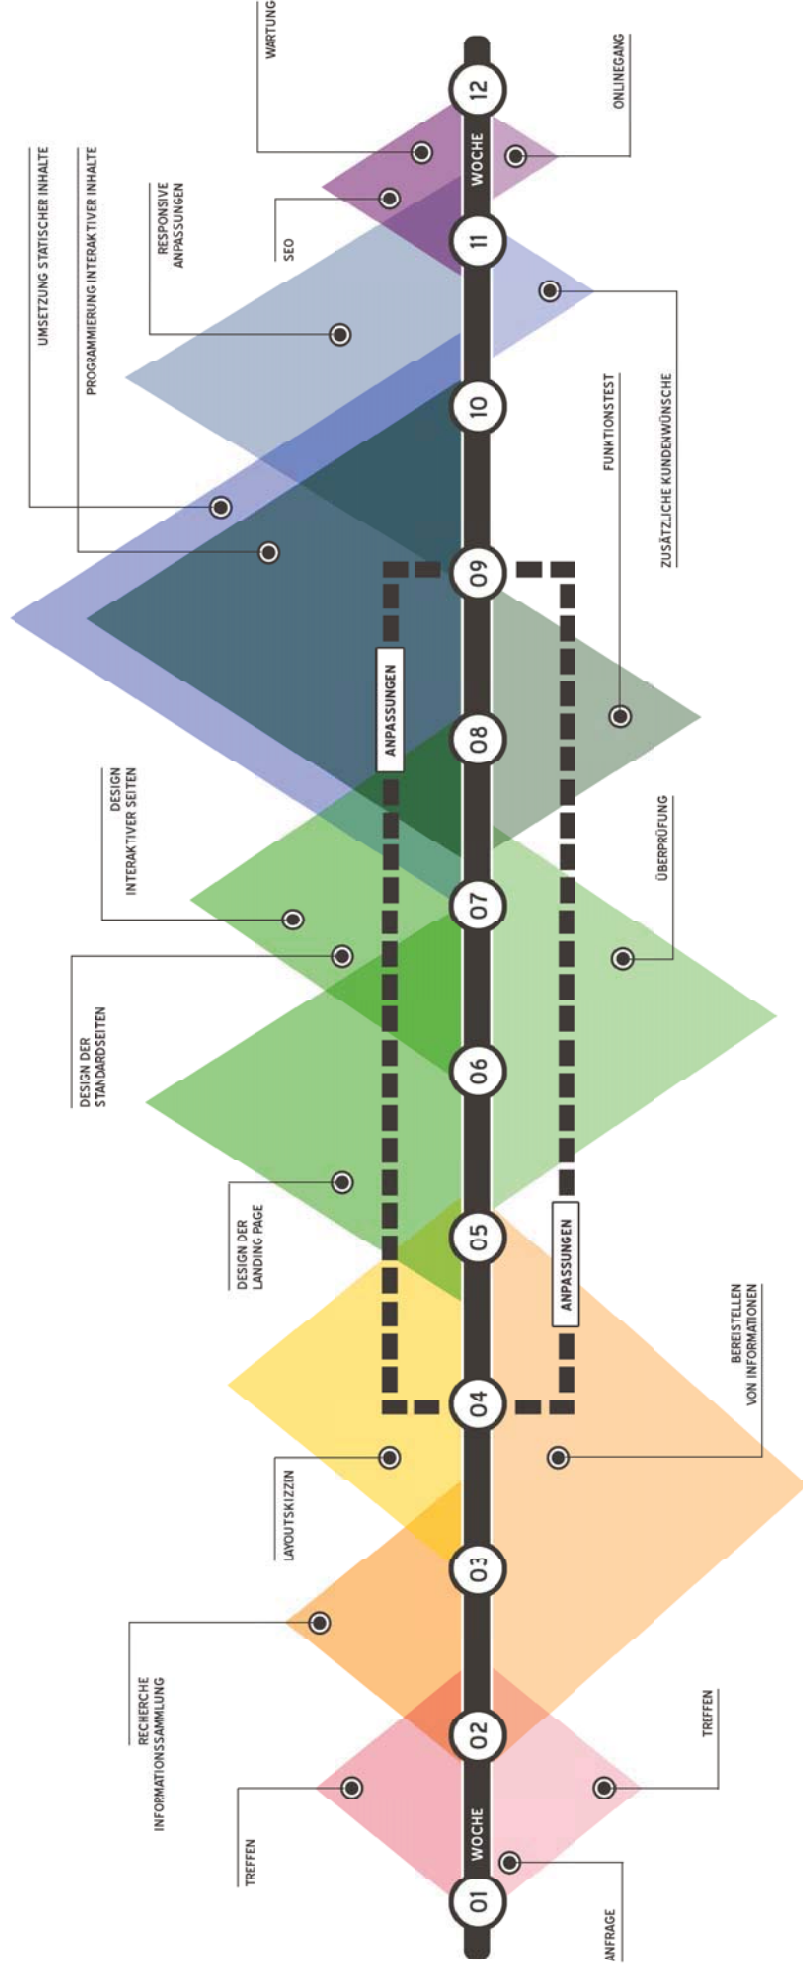 WARTUNG
UMSETZUNG STATISCHER INHALTE
PROGRAMMIERUNG INTERAKTIVER INHALTE
RESPONSIVE
ANPASSUNGEN
SEO
DESIGN
INTERAKTIVER SEITEN
DESIGN DER
STANDARDSEITEN
DESIGN DER
LANDING PAGE
LAYOUTSKIZZIN
RECHERCHE
INFORMATIONSSAMMLUNG
TREFFEN
ANPASSUNGEN
01
WOCHE
02
03
04
05
06
07
08
09
10
11
WOCHE
12
ANPASSUNGEN
ANFRAGE
TREFFEN
BEREISTELLEN
VON INFORMATIONEN
ÜBERPRÜFUNG
FUNKTIONSTEST
ZUSÄTZLICHE KUNDENWÜNSCHE
ONLINEGANG